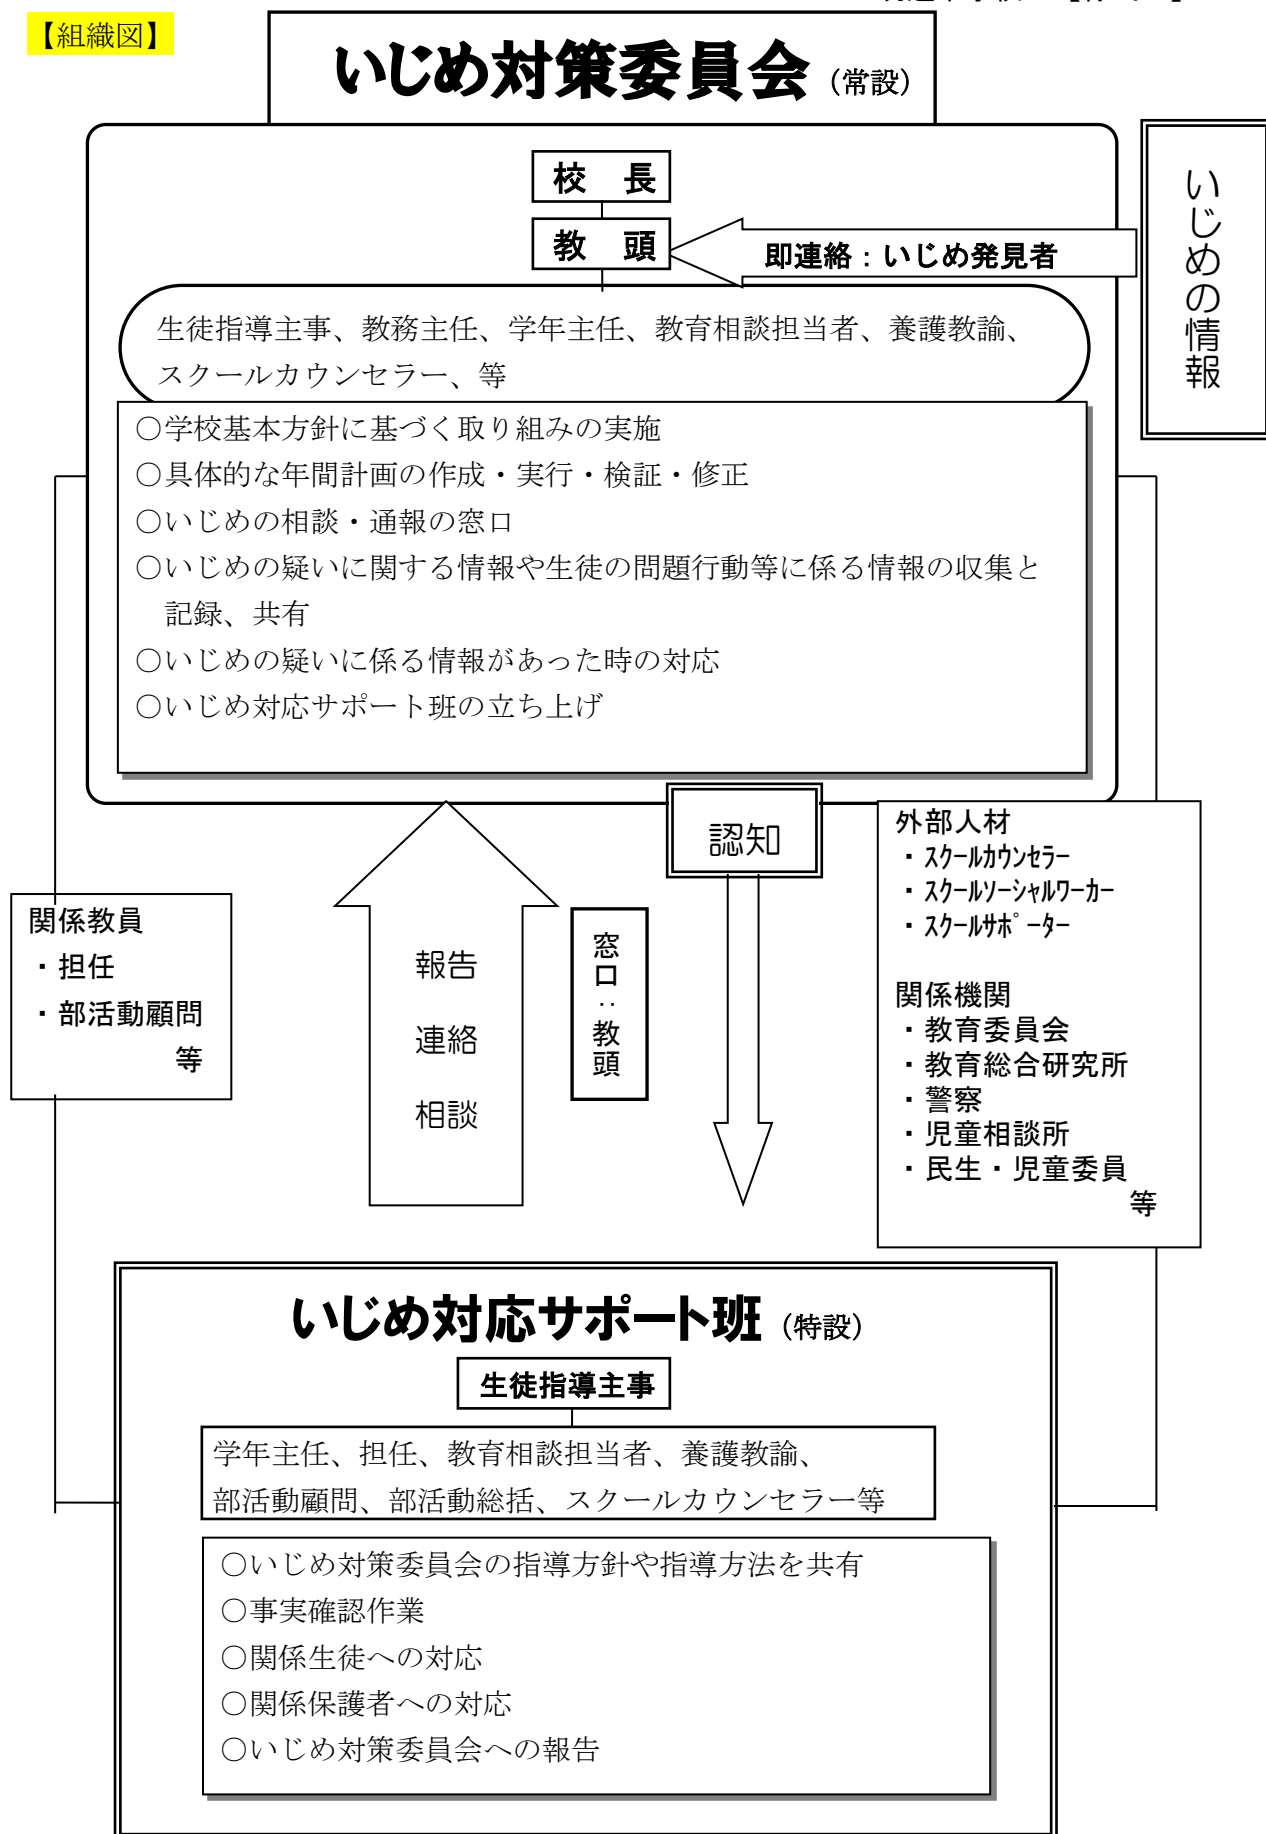 【組織図】
いじめ対策委員会（常設）
校　長
教　頭
即連絡：いじめ発見者
いじめの情報
生徒指導主事、教務主任、学年主任、教育相談担当者、養護教諭、
スクールカウンセラー、等
○学校基本方針に基づく取り組みの実施
○具体的な年間計画の作成・実行・検証・修正
○いじめの相談・通報の窓口
○いじめの疑いに関する情報や生徒の問題行動等に係る情報の収集と
記録、共有
○いじめの疑いに係る情報があった時の対応
○いじめ対応サポート班の立ち上げ
認知
関係教員
・担任
・部活動顧問
等
報告
連絡
相談
窓口：教頭
外部人材
・ｽｸｰﾙｶｳﾝｾﾗｰ
・ｽｸｰﾙｿｰｼｬﾙﾜｰｶｰ
・ｽｸｰﾙｻﾎﾟｰﾀｰ
関係機関
・教育委員会
・教育総合研究所
・警察
・児童相談所
・民生・児童委員
等
いじめ対応サポート班（特設）
生徒指導主事
学年主任、担任、教育相談担当者、養護教諭、
部活動顧問、部活動総括、スクールカウンセラー等
○いじめ対策委員会の指導方針や指導方法を共有
○事実確認作業
○関係生徒への対応
○関係保護者への対応
○いじめ対策委員会への報告